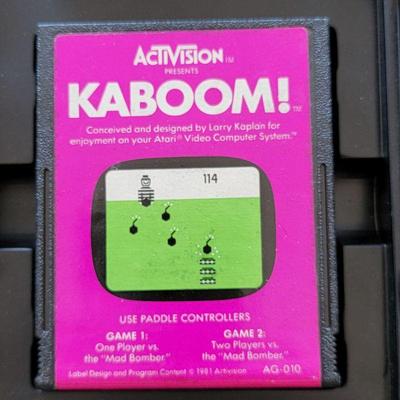 ACTIVISION TM
PRESENTS
KABOOM! TM
Conceived and designed by Larry Kaplan for
enjoyment on your Atari® Video Computer System.™
114
USE PADDLE CONTROLLERS
GAME 1:
One Player vs.
the "Mad Bomber."
GAME 2:
Two Players vs.
the "Mad Bomber."
Label Design and Program Content © 1981 Activision
AG-010